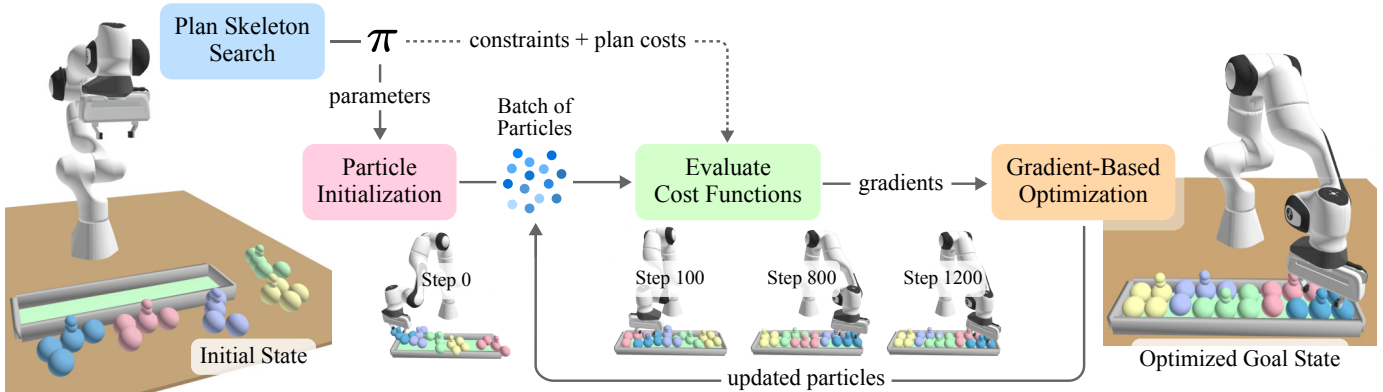 Plan Skeleton
Search
π
constraints + plan costs
parameters
Batch of
Particles
Particle
Initialization
Evaluate
Cost Functions
gradients
Gradient-Based
Optimization
Step 0
Step 100
Step 800
Step 1200
Initial State
Optimized Goal State
updated particles